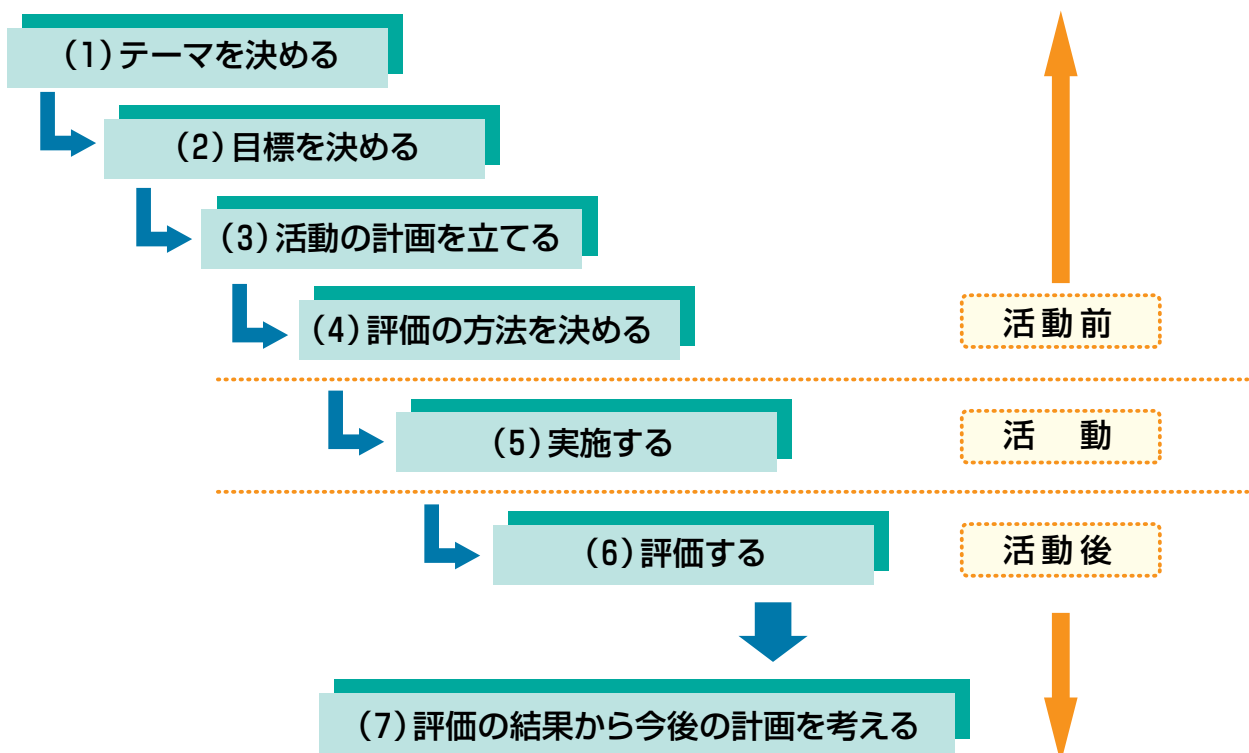 (1)テーマを決める
(2)目標を決める
(3)活動の計画を立てる
(4)評価の方法を決める
活動前
(5)実施する
活　動
(6)評価する
活動後
(7)評価の結果から今後の計画を考える